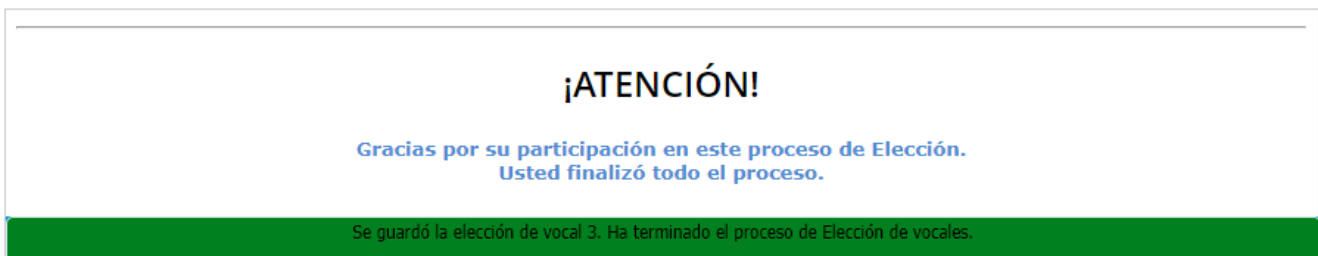 ¡ATENCIÓN!
Gracias por su participación en este proceso de Elección.
Usted finalizó todo el proceso.
Se guardó la elección de vocal 3. Ha terminado el proceso de Elección de vocales.